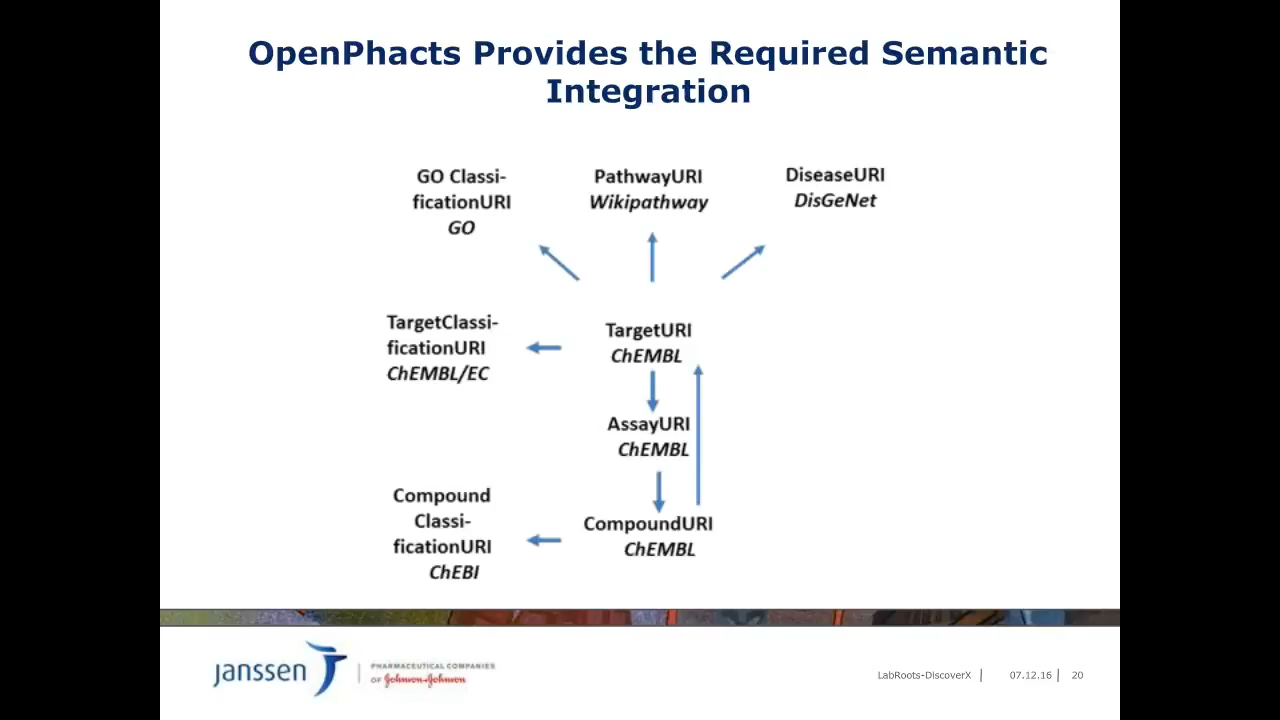 OpenPhacts Provides the Required Semantic
Integration
GO Classi-
ficationURI
GO
PathwayURI
Wikipathway
DiseaseURI
DisGeNet
TargetClassi-
ficationURI
ChEMBL/EC
TargetURI
ChEMBL
AssayURI
ChEMBL
Compound
Classi-
ficationURI
ChEBI
CompoundURI
ChEMBL
janssen
PHARMACEUTICAL COMPANIES
OF Johnson-Johnson
LabRoots-DiscoverX | 07.12.16 | 20